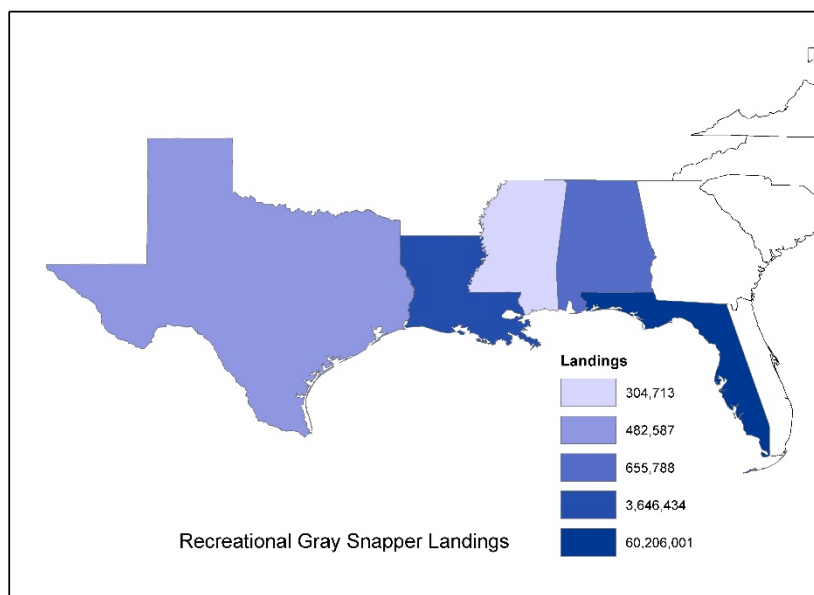 Landings
304,713
482,587
655,788
3,646,434
60,206,001
Recreational Gray Snapper Landings